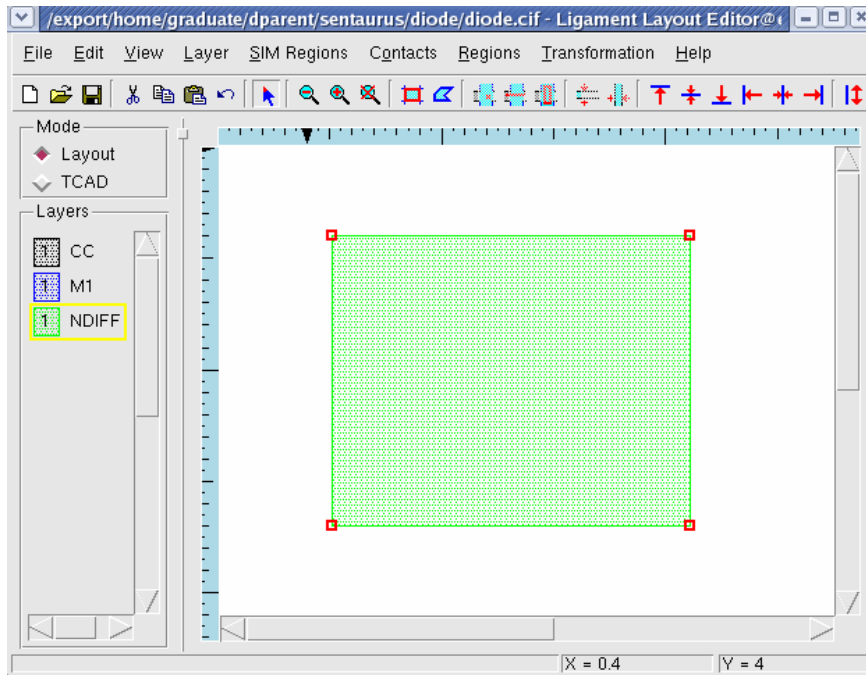 /export/home/graduate/dparent/sentaurus/diode/diode.cif - Ligament Layout Editor@
File Edit View Layer SIM Regions Contacts Regions Transformation Help
Mode
Layout
TCAD
Layers
1 CC
1 M1
1 NDIFF
X = 0.4 Y = 4